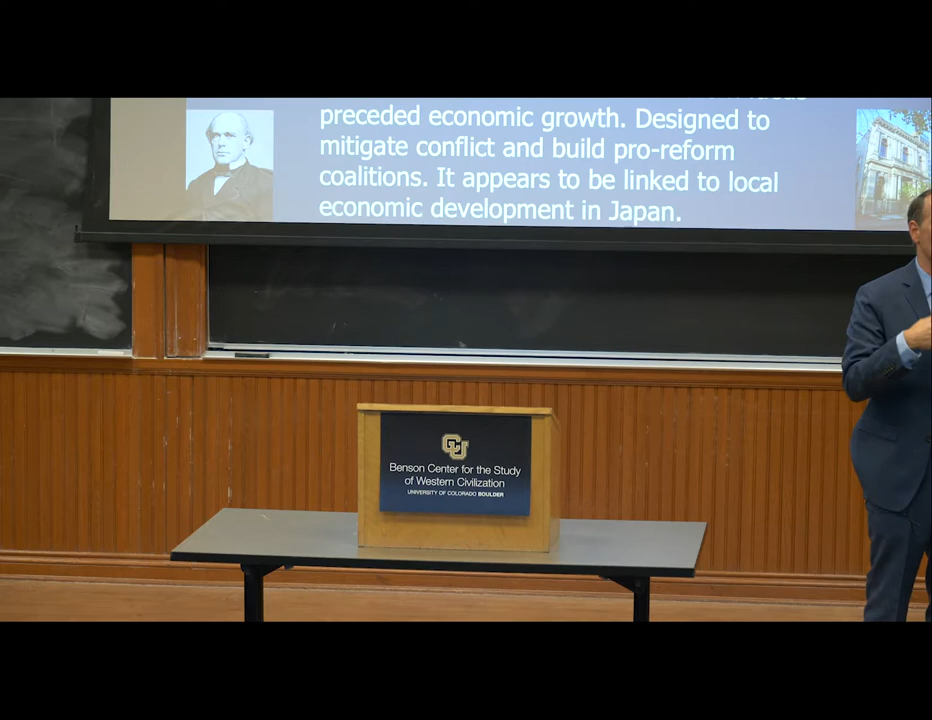 preceded economic growth. Designed to
mitigate conflict and build pro-reform
coalitions. It appears to be linked to local
economic development in Japan.
CU
Benson Center for the Study
of Western Civilization
UNIVERSITY OF COLORADO BOULDER